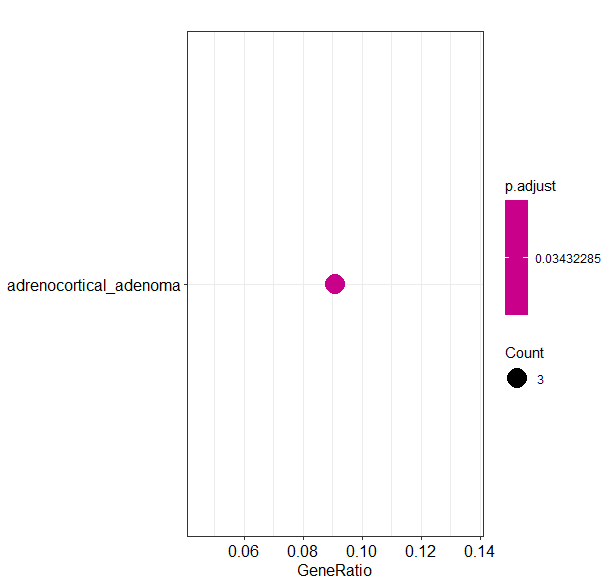 adrenocortical_adenoma
0.06 0.08 0.10 0.12 0.14
GeneRatio
p.adjust
0.03432285
Count
3